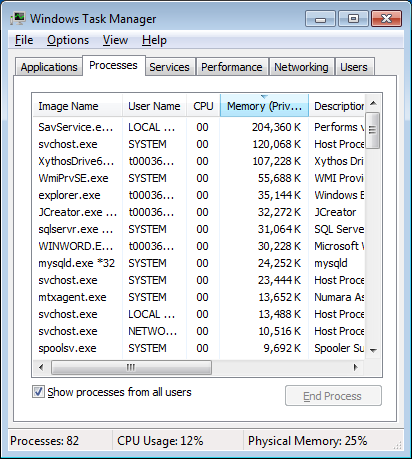 Windows Task Manager
File Options View Help
Applications Processes Services Performance Networking Users
Image Name User Name CPU Memory (Priv... Description
SavService.e... LOCAL ... 00 204,360 K Performs v
svchost.exe SYSTEM 00 120,068 K Host Proce
XythosDrive6... t00036... 00 107,228 K Xythos Dri
WmiPrvSE.exe SYSTEM 00 55,688 K WMI Provid
explorer.exe t00036... 00 35,144 K Windows E
JCreator.exe ... t00036... 00 32,272 K JCreator
sqlservr.exe ... SYSTEM 00 31,064 K SQL Server
WINWORD.E... t00036... 00 30,228 K Microsoft W
mysqld.exe *32 SYSTEM 00 24,252 K mysqld
svchost.exe SYSTEM 00 23,444 K Host Proce
mtxagent.exe SYSTEM 00 13,652 K Numara As
svchost.exe LOCAL ... 00 13,488 K Host Proce
svchost.exe NETWO... 00 10,516 K Host Proce
spoolsv.exe SYSTEM 00 9,692 K Spooler Su
Show processes from all users End Process
Processes: 82 CPU Usage: 12% Physical Memory: 25%